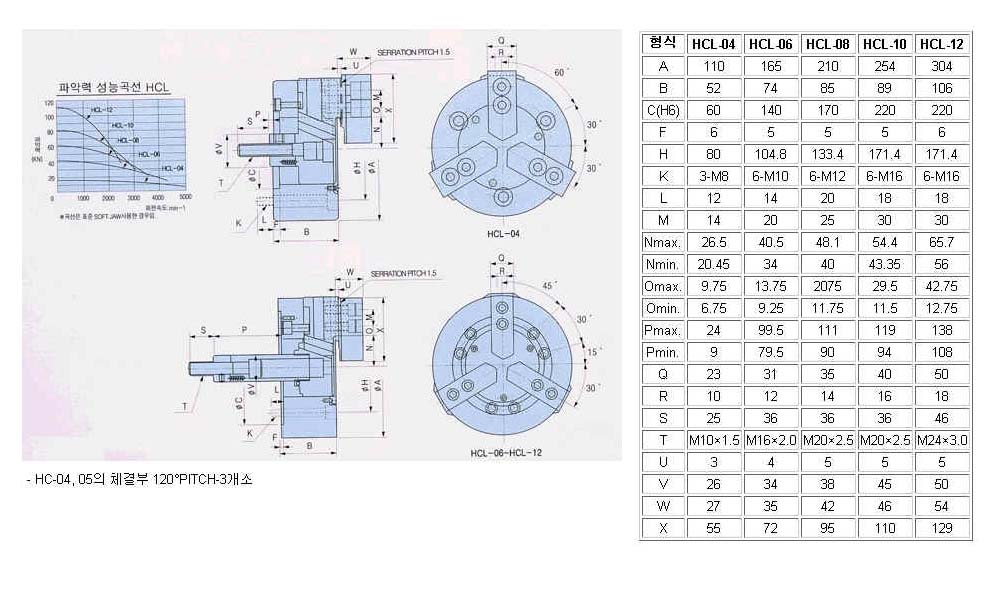 파악력 성능곡선 HCL
120
100
80
60
40
20
(KN)
HCL-12
HCL-10
HCL-08
HCL-06
HCL-04
0 1000 2000 3000 4000 5000
회전속도 min-1
※곡선은 표준 SOFT JAW사용한 경우임.
W
SERRATION PITCH 1.5
U
P
S
M
O
X
N
φV
φH
φA
T
φC
K
L
F
B
Q
R
60°
30°
30°
HCL-04
W
SERRATION PITCH 1.5
U
S
P
M
O
X
N
φH
φA
φV
φC
T
L
K
F
B
Q
R
45°
30°
15°
30°
HCL-06~HCL-12
- HC-04, 05의 체결부 120°PITCH-3개소
형식 HCL-04 HCL-06 HCL-08 HCL-10 HCL-12
A 110 165 210 254 304
B 52 74 85 89 106
C(H6) 60 140 170 220 220
F 6 5 5 5 6
H 80 104.8 133.4 171.4 171.4
K 3-M8 6-M10 6-M12 6-M16 6-M16
L 12 14 20 18 18
M 14 20 25 30 30
Nmax. 26.5 40.5 48.1 54.4 65.7
Nmin. 20.45 34 40 43.35 56
Omax. 9.75 13.75 2075 29.5 42.75
Omin. 6.75 9.25 11.75 11.5 12.75
Pmax. 24 99.5 111 119 138
Pmin. 9 79.5 90 94 108
Q 23 31 35 40 50
R 10 12 14 16 18
S 25 36 36 36 46
T M10×1.5 M16×2.0 M20×2.5 M20×2.5 M24×3.0
U 3 4 5 5 5
V 26 34 38 45 50
W 27 35 42 46 54
X 55 72 95 110 129